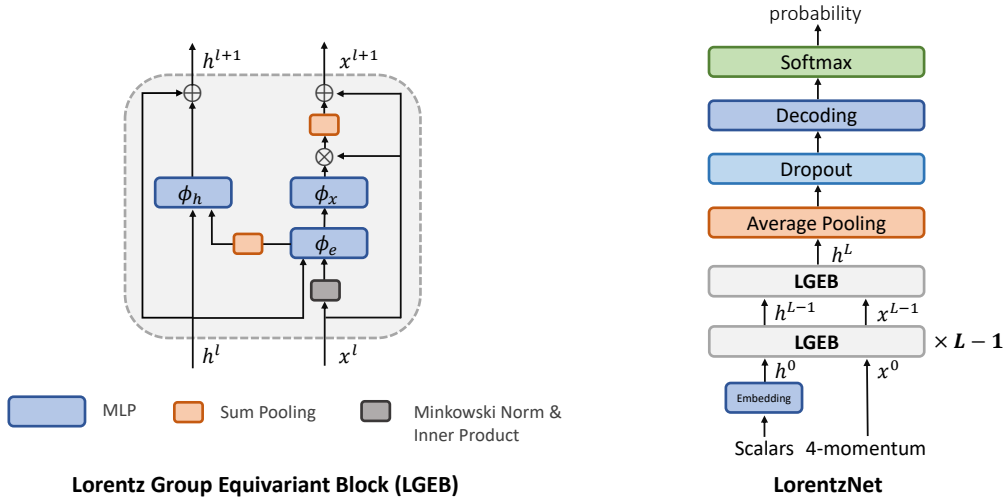 h^{l+1}
x^{l+1}
ϕ_h
ϕ_x
ϕ_e
h^l
x^l
MLP
Sum Pooling
Minkowski Norm &
Inner Product
Lorentz Group Equivariant Block (LGEB)
probability
Softmax
Decoding
Dropout
Average Pooling
h^L
LGEB
h^{L−1}
x^{L−1}
LGEB
× L − 1
h^0
x^0
Embedding
Scalars
4-momentum
LorentzNet